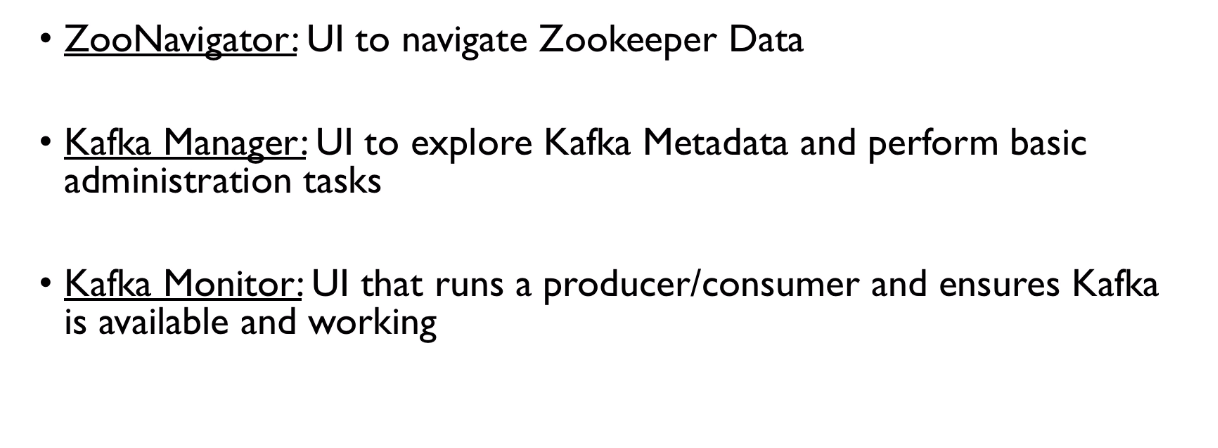 • ZooNavigator: UI to navigate Zookeeper Data
• Kafka Manager: UI to explore Kafka Metadata and perform basic
administration tasks
• Kafka Monitor: UI that runs a producer/consumer and ensures Kafka
is available and working